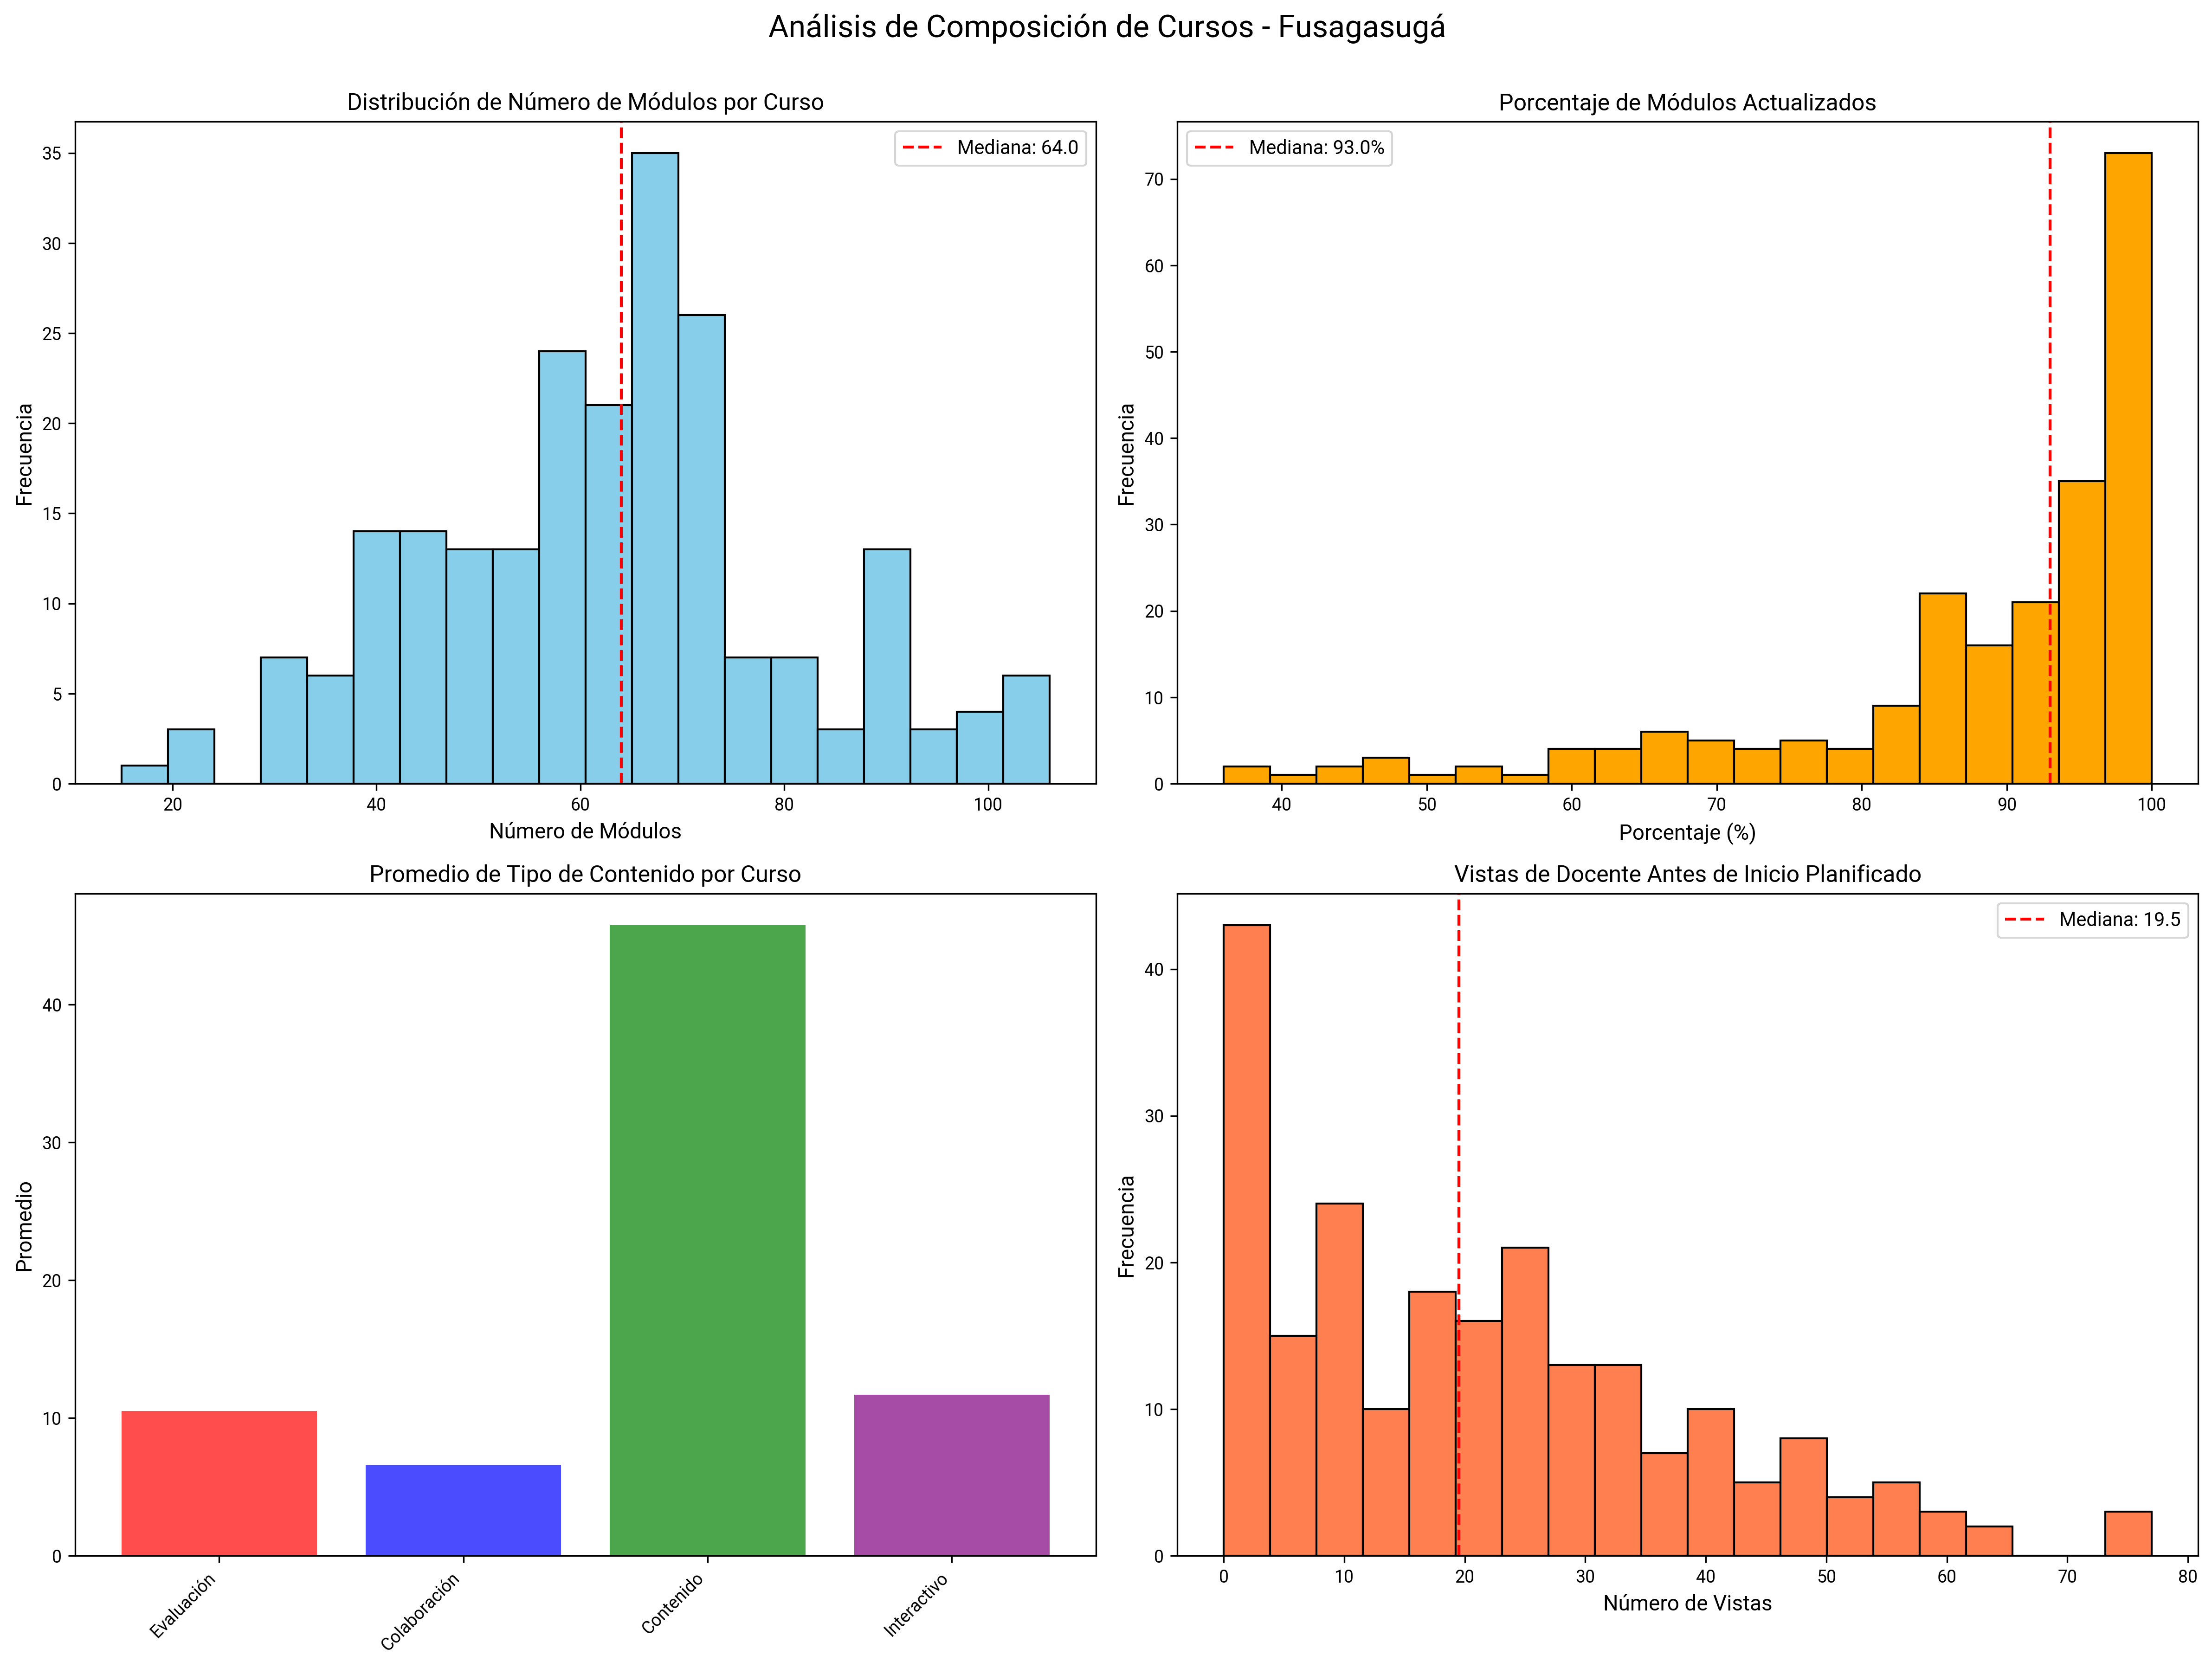 Análisis de Composición de Cursos - Fusagasugá
Distribución de Número de Módulos por Curso
Mediana: 64.0
Frecuencia
35
30
25
20
15
10
5
0
20
40
60
80
100
Número de Módulos
Porcentaje de Módulos Actualizados
Mediana: 93.0%
Frecuencia
70
60
50
40
30
20
10
0
40
50
60
70
80
90
100
Porcentaje (%)
Promedio de Tipo de Contenido por Curso
Promedio
40
30
20
10
0
Evaluación
Colaboración
Contenido
Interactivo
Vistas de Docente Antes de Inicio Planificado
Mediana: 19.5
Frecuencia
40
30
20
10
0
0
10
20
30
40
50
60
70
80
Número de Vistas